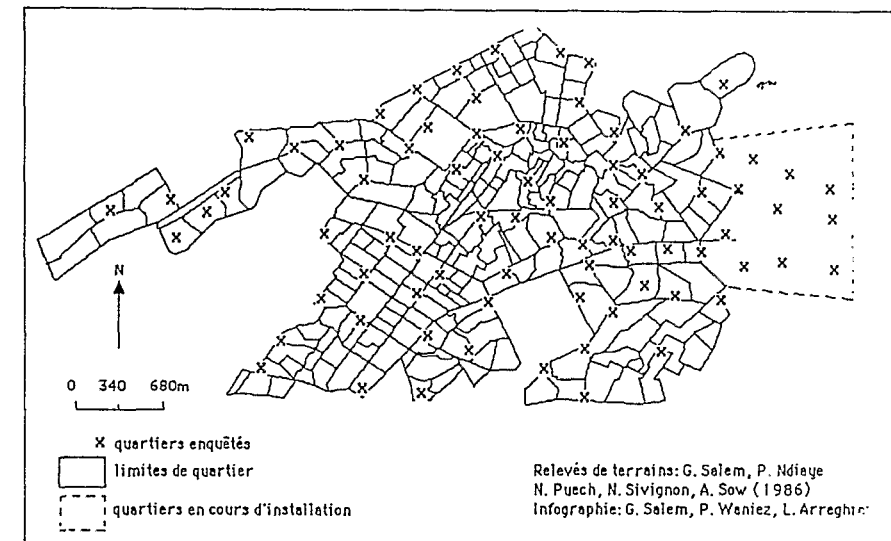 N
0 340 680m
x quartiers enquêtés
limites de quartier
quartiers en cours d'installation
Relevés de terrains: G. Salem, P. Ndiaye
N. Puech, N. Sivignon, A. Sow (1986)
Infographie: G. Salem, P. Waniez, L. Arreghini